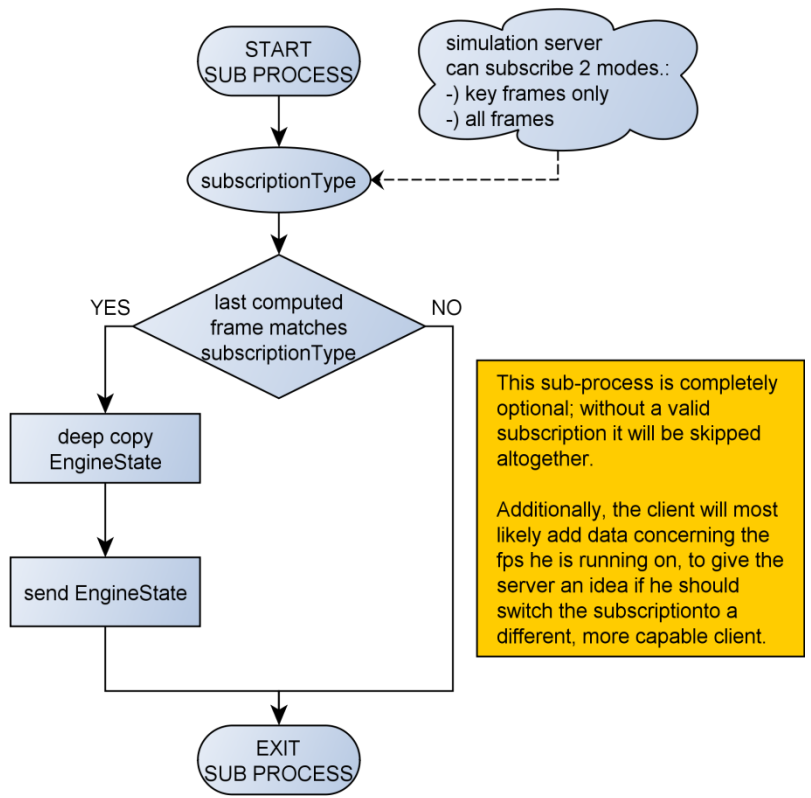 START
SUB PROCESS
simulation server
can subscribe 2 modes.:
-) key frames only
-) all frames
subscriptionType
YES
last computed
frame matches
subscriptionType
NO
deep copy
EngineState
send EngineState
This sub-process is completely
optional; without a valid
subscription it will be skipped
altogether.
Additionally, the client will most
likely add data concerning the
fps he is running on, to give the
server an idea if he should
switch the subscriptionto a
different, more capable client.
EXIT
SUB PROCESS